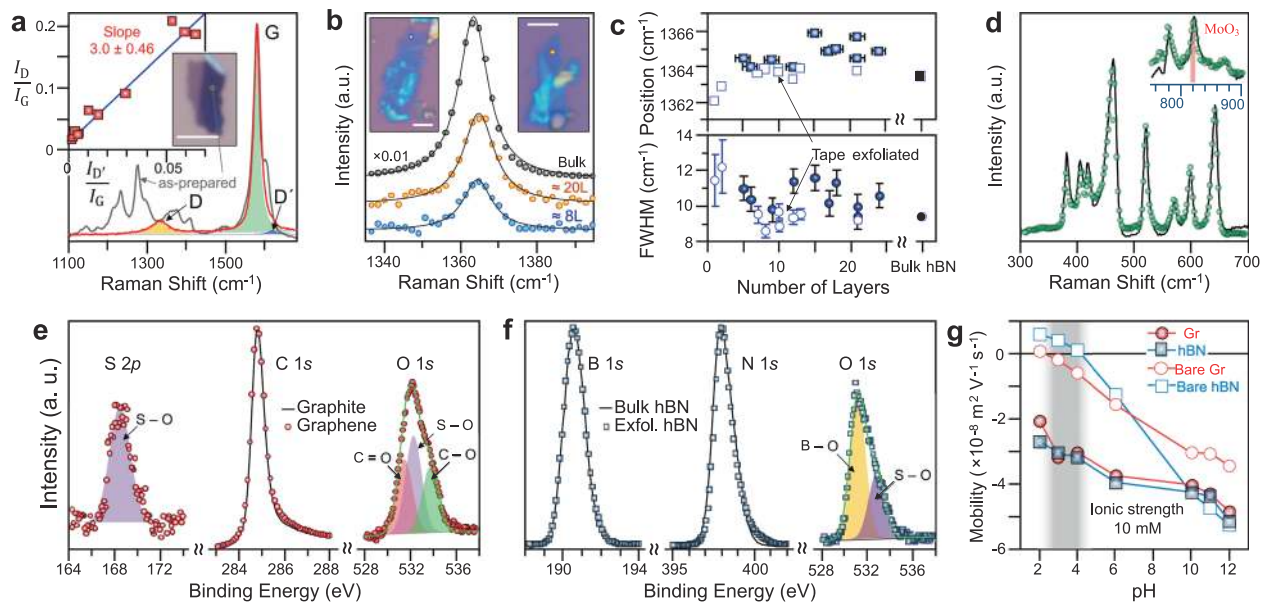 a
0.2
0.1
0
I_D
I_G
Slope
3.0 ± 0.46
0
0.05
I_D′
I_G
as-prepared
G
D
D′
1100
1300
1500
Raman Shift (cm⁻¹)
b
Intensity (a.u.)
×0.01
Bulk
≈ 20L
≈ 8L
1340
1360
1380
Raman Shift (cm⁻¹)
c
FWHM (cm⁻¹) Position (cm⁻¹)
1366
1364
1362
14
12
10
8
Tape exfoliated
0
10
20
Bulk hBN
Number of Layers
d
Intensity (a.u.)
MoO₃
800
900
300
400
500
600
700
Raman Shift (cm⁻¹)
e
Intensity (a. u.)
S 2p
C 1s
O 1s
Graphite
Graphene
S – O
S – O
C = O
C – O
164
168
172
284
286
288
528
532
536
Binding Energy (eV)
f
B 1s
N 1s
O 1s
Bulk hBN
Exfol. hBN
B – O
S – O
190
194
395
400
528
532
536
Binding Energy (eV)
g
Mobility (×10⁻⁸ m² V⁻¹ s⁻¹)
Gr
hBN
Bare Gr
Bare hBN
0
-2
-4
-6
Ionic strength
10 mM
2
4
6
8
10
12
pH